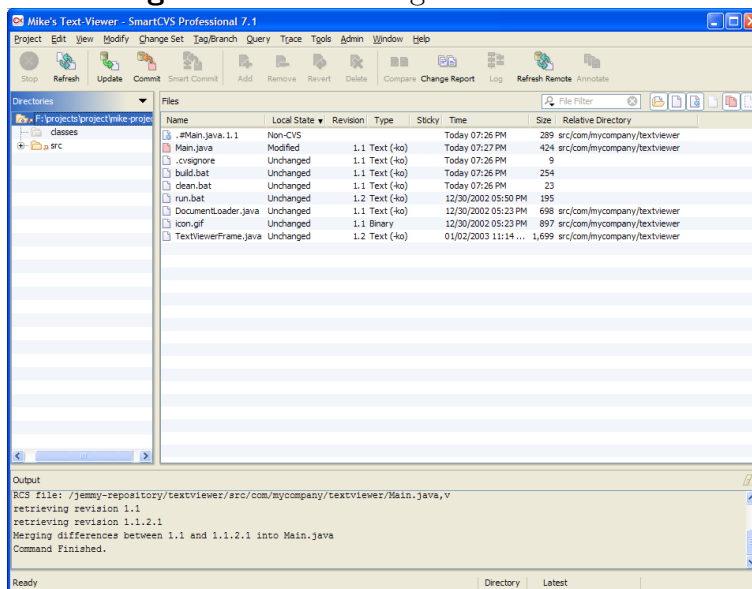 Mike's Text-Viewer - SmartCVS Professional 7.1
Project Edit View Modify Change Set Tag/Branch Query Trace Tools Admin Window Help
Stop Refresh Update Commit Smart Commit Add Remove Revert Delete Compare Change Report Log Refresh Remote Annotate
Directories
Files
File Filter
F:\projects\project\mike-projec
classes
src
Name Local State Revision Type Sticky Time Size Relative Directory
.#Main.java.1.1 Non-CVS Today 07:26 PM 289 src/com/mycompany/textviewer
Main.java Modified 1.1 Text (-ko) Today 07:27 PM 424 src/com/mycompany/textviewer
.cvsignore Unchanged 1.1 Text (-ko) Today 07:26 PM 9
build.bat Unchanged 1.1 Text (-ko) Today 07:26 PM 254
clean.bat Unchanged 1.1 Text (-ko) Today 07:26 PM 23
run.bat Unchanged 1.2 Text (-ko) 12/30/2002 05:50 PM 195
DocumentLoader.java Unchanged 1.1 Text (-ko) 12/30/2002 05:23 PM 698 src/com/mycompany/textviewer
icon.gif Unchanged 1.1 Binary 12/30/2002 05:23 PM 897 src/com/mycompany/textviewer
TextViewerFrame.java Unchanged 1.2 Text (-ko) 01/02/2003 11:14 ... 1,699 src/com/mycompany/textviewer
Output
RCS file: /jemmy-repository/textviewer/src/com/mycompany/textviewer/Main.java,v
retrieving revision 1.1
retrieving revision 1.1.2.1
Merging differences between 1.1 and 1.1.2.1 into Main.java
Command Finished.
Ready Directory Latest